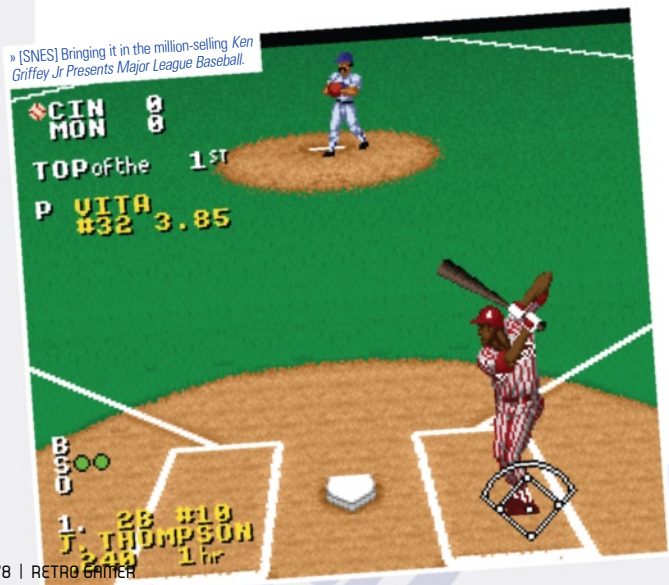 » [SNES] Bringing it in the million-selling Ken
Griffey Jr Presents Major League Baseball.
CIN 0
MON 0
TOP of the 1ST
P VITA
#32 3.85
B
S
O
1. 2B #10
J. THOMPSON
.240 1 hr
/8 | RETRO GAMER